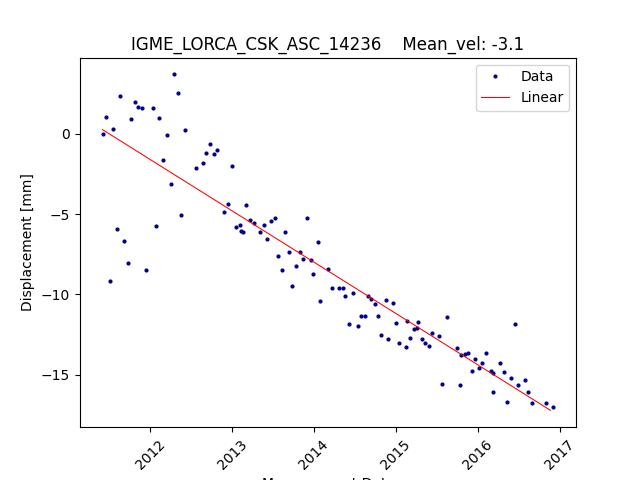 IGME_LORCA_CSK_ASC_14236    Mean_vel: -3.1
Data
Linear
Displacement [mm]
0
−5
−10
−15
2012
2013
2014
2015
2016
2017